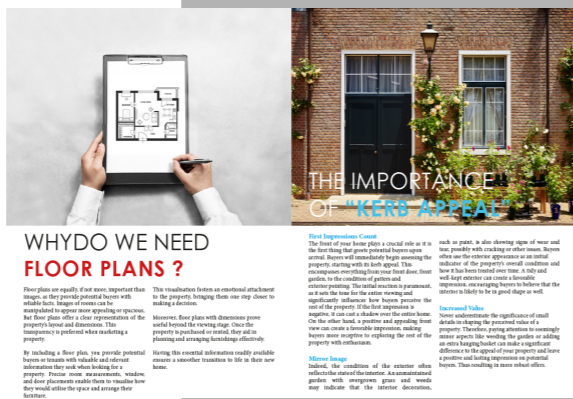 WHYDO WE NEED
FLOOR PLANS ?
Floor plans are equally, if not more, important than
images, as they provide potential buyers with
reliable facts. Images of rooms can be
manipulated to appear more appealing or spacious.
But floor plans offer a clear representation of the
property's layout and dimensions. This
transparency is preferred when marketing a
property.
By including a floor plan, you provide potential
buyers or tenants with valuable and relevant
information they seek when looking for a
property. Precise room measurements, window,
and door placements enable them to visualise how
they would utilise the space and arrange their
furniture.
This visualisation fosters an emotional attachment
to the property, bringing them one step closer to
making a decision.
Moreover, floor plans with dimensions prove
useful beyond the viewing stage. Once the
property is purchased or rented, they aid in
planning and arranging furnishings effectively.
Having this essential information readily available
ensures a smoother transition to life in their new
home.
THE IMPORTANCE
OF "KERB APPEAL"
First Impressions Count
The front of your home plays a crucial role as it is
the first thing that greets potential buyers upon
arrival. Buyers will immediately begin assessing the
property, starting with its kerb appeal. This
encompasses everything from your front door, front
garden, to the condition of gutters and
exterior painting. The initial reaction is paramount,
as it sets the tone for the entire viewing and
significantly influences how buyers perceive the
rest of the property. If the first impression is
negative, it can cast a shadow over the entire home.
On the other hand, a positive and appealing front
view can create a favorable impression, making
buyers more receptive to exploring the rest of the
property with enthusiasm.
Mirror Image
Indeed, the condition of the exterior often
reflects the state of the interior. An unmaintained
garden with overgrown grass and weeds
may indicate that the interior decoration,
such as paint, is also showing signs of wear and
tear, possibly with cracking or other issues. Buyers
often use the exterior appearance as an initial
indicator of the property's overall condition and
how it has been treated over time. A tidy and
well-kept exterior can create a favourable
impression, encouraging buyers to believe that the
interior is likely to be in good shape as well.
Increased Value
Never underestimate the significance of small
details in shaping the perceived value of a
property. Therefore, paying attention to seemingly
minor aspects like weeding the garden or adding
an extra hanging basket can make a significant
difference to the appeal of your property and leave
a positive and lasting impression on potential
buyers. Thus resulting in more robust offers.